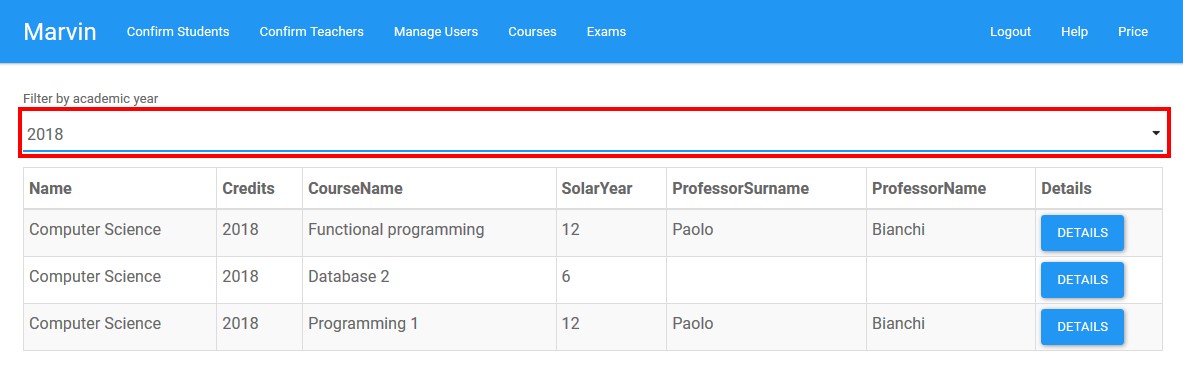 Marvin Confirm Students Confirm Teachers Manage Users Courses Exams Logout Help Price
Filter by academic year
2018
Name Credits CourseName SolarYear ProfessorSurname ProfessorName Details
Computer Science 2018 Functional programming 12 Paolo Bianchi DETAILS
Computer Science 2018 Database 2 6 DETAILS
Computer Science 2018 Programming 1 12 Paolo Bianchi DETAILS